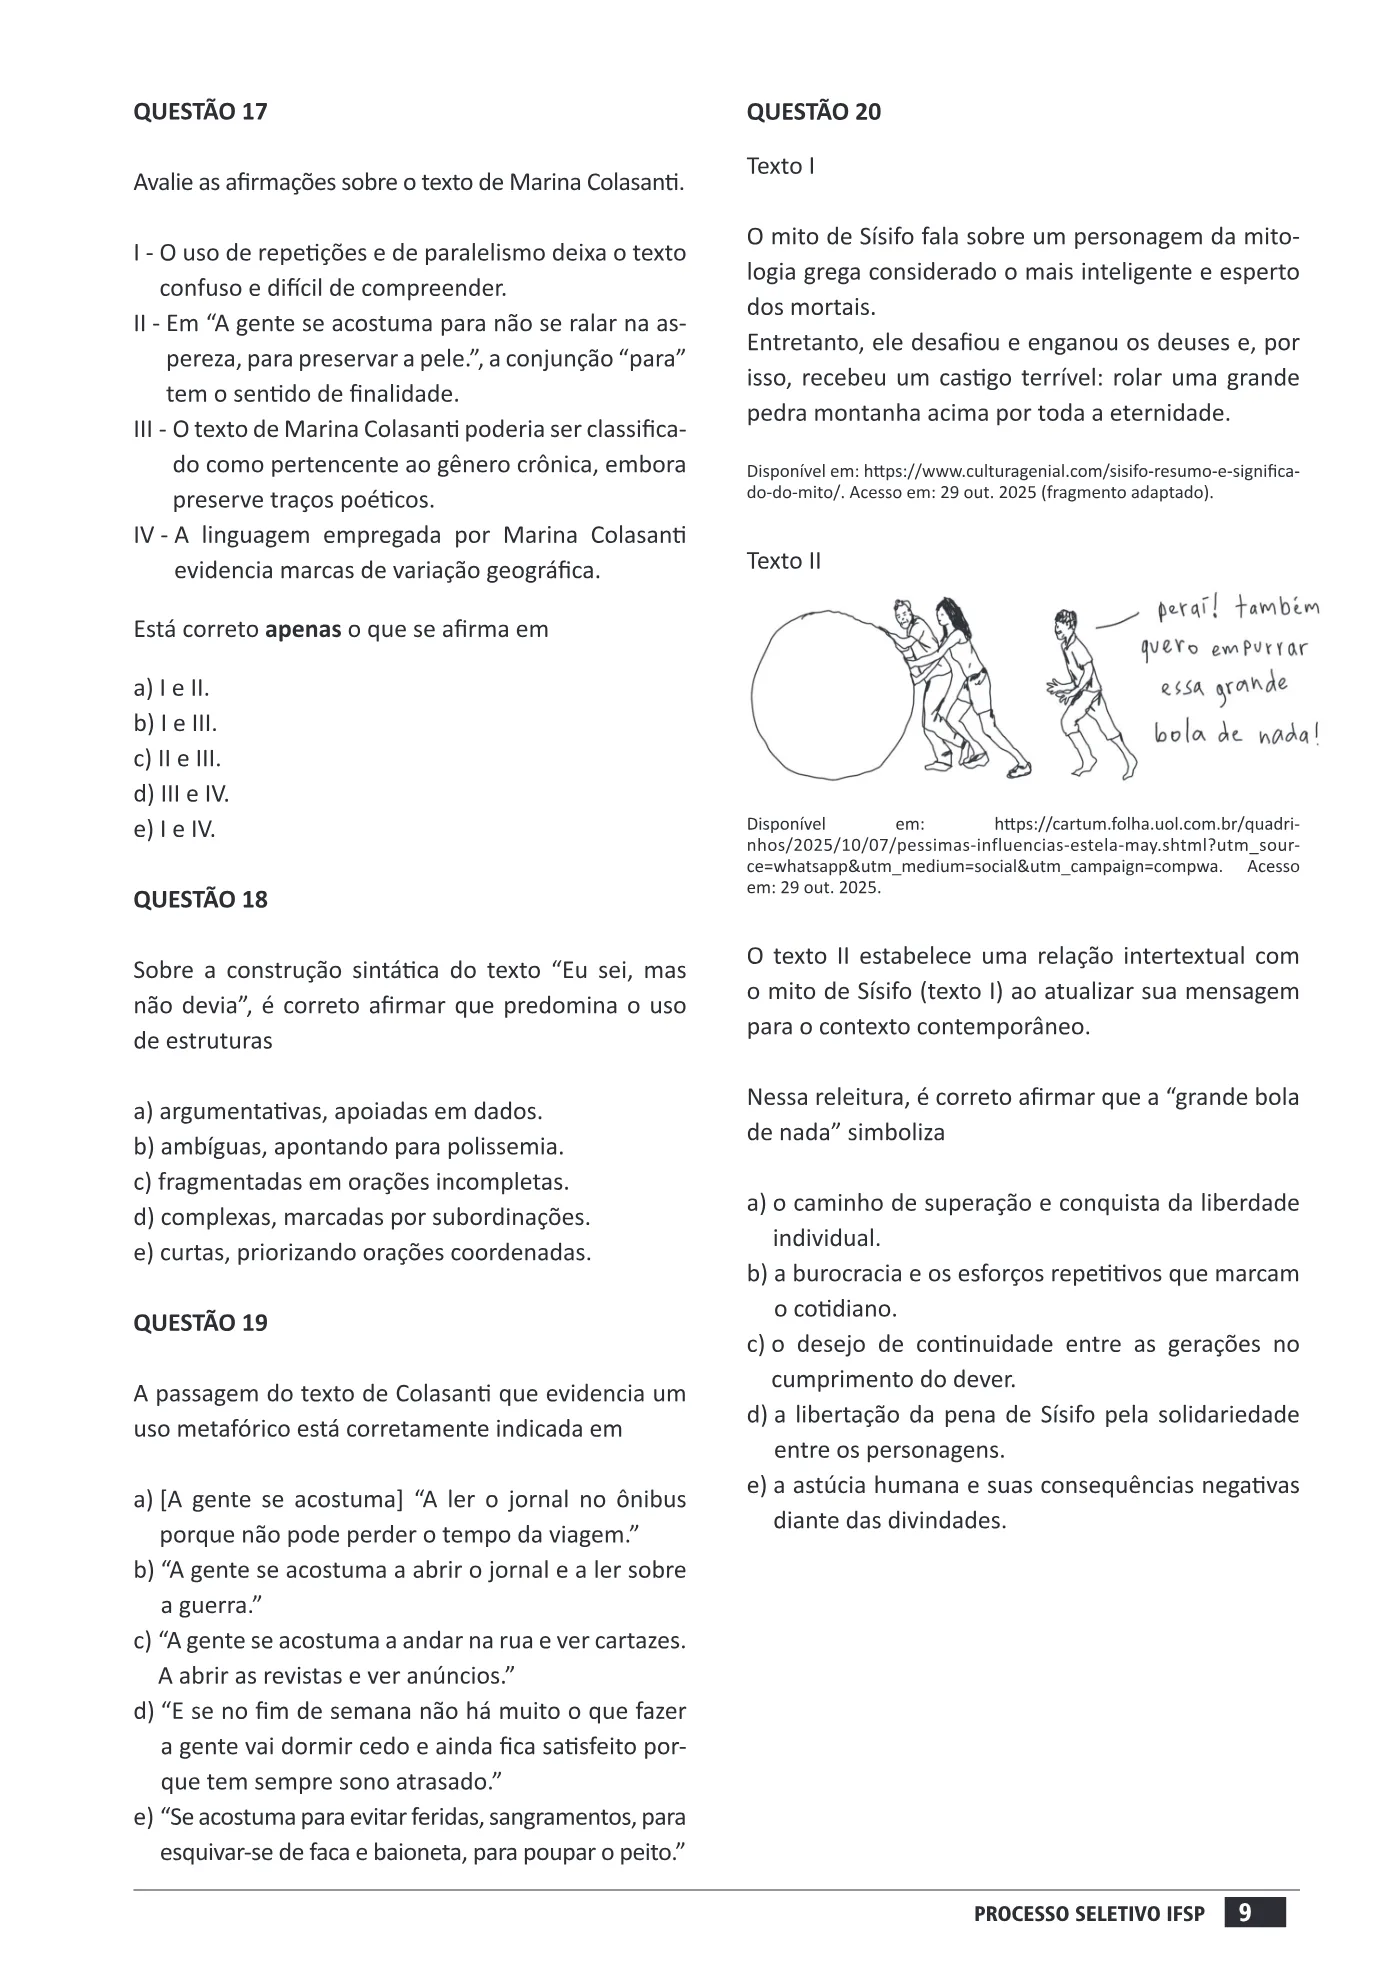 QUESTÃO 17
Avalie as afirmações sobre o texto de Marina Colasanti.
I - O uso de repetições e de paralelismo deixa o texto
confuso e difícil de compreender.
II - Em “A gente se acostuma para não se ralar na as-
pereza, para preservar a pele.”, a conjunção “para”
tem o sentido de finalidade.
III - O texto de Marina Colasanti poderia ser classifica-
do como pertencente ao gênero crônica, embora
preserve traços poéticos.
IV - A linguagem empregada por Marina Colasanti
evidencia marcas de variação geográfica.
Está correto apenas o que se afirma em
a) I e II.
b) I e III.
c) II e III.
d) III e IV.
e) I e IV.
QUESTÃO 18
Sobre a construção sintática do texto “Eu sei, mas
não devia”, é correto afirmar que predomina o uso
de estruturas
a) argumentativas, apoiadas em dados.
b) ambíguas, apontando para polissemia.
c) fragmentadas em orações incompletas.
d) complexas, marcadas por subordinações.
e) curtas, priorizando orações coordenadas.
QUESTÃO 19
A passagem do texto de Colasanti que evidencia um
uso metafórico está corretamente indicada em
a) [A gente se acostuma] “A ler o jornal no ônibus
porque não pode perder o tempo da viagem.”
b) “A gente se acostuma a abrir o jornal e a ler sobre
a guerra.”
c) “A gente se acostuma a andar na rua e ver cartazes.
A abrir as revistas e ver anúncios.”
d) “E se no fim de semana não há muito o que fazer
a gente vai dormir cedo e ainda fica satisfeito por-
que tem sempre sono atrasado.”
e) “Se acostuma para evitar feridas, sangramentos, para
esquivar-se de faca e baioneta, para poupar o peito.”
QUESTÃO 20
Texto I
O mito de Sísifo fala sobre um personagem da mito-
logia grega considerado o mais inteligente e esperto
dos mortais.
Entretanto, ele desafiou e enganou os deuses e, por
isso, recebeu um castigo terrível: rolar uma grande
pedra montanha acima por toda a eternidade.
Disponível em: https://www.culturagenial.com/sisifo-resumo-e-significa-
do-do-mito/. Acesso em: 29 out. 2025 (fragmento adaptado).
Texto II
peraí! também
quero empurrar
essa grande
bola de nada!
Disponível em: https://cartum.folha.uol.com.br/quadri-
nhos/2025/10/07/pessimas-influencias-estela-may.shtml?utm_sour-
ce=whatsapp&utm_medium=social&utm_campaign=compwa. Acesso
em: 29 out. 2025.
O texto II estabelece uma relação intertextual com
o mito de Sísifo (texto I) ao atualizar sua mensagem
para o contexto contemporâneo.
Nessa releitura, é correto afirmar que a “grande bola
de nada” simboliza
a) o caminho de superação e conquista da liberdade
individual.
b) a burocracia e os esforços repetitivos que marcam
o cotidiano.
c) o desejo de continuidade entre as gerações no
cumprimento do dever.
d) a libertação da pena de Sísifo pela solidariedade
entre os personagens.
e) a astúcia humana e suas consequências negativas
diante das divindades.
PROCESSO SELETIVO IFSP 9